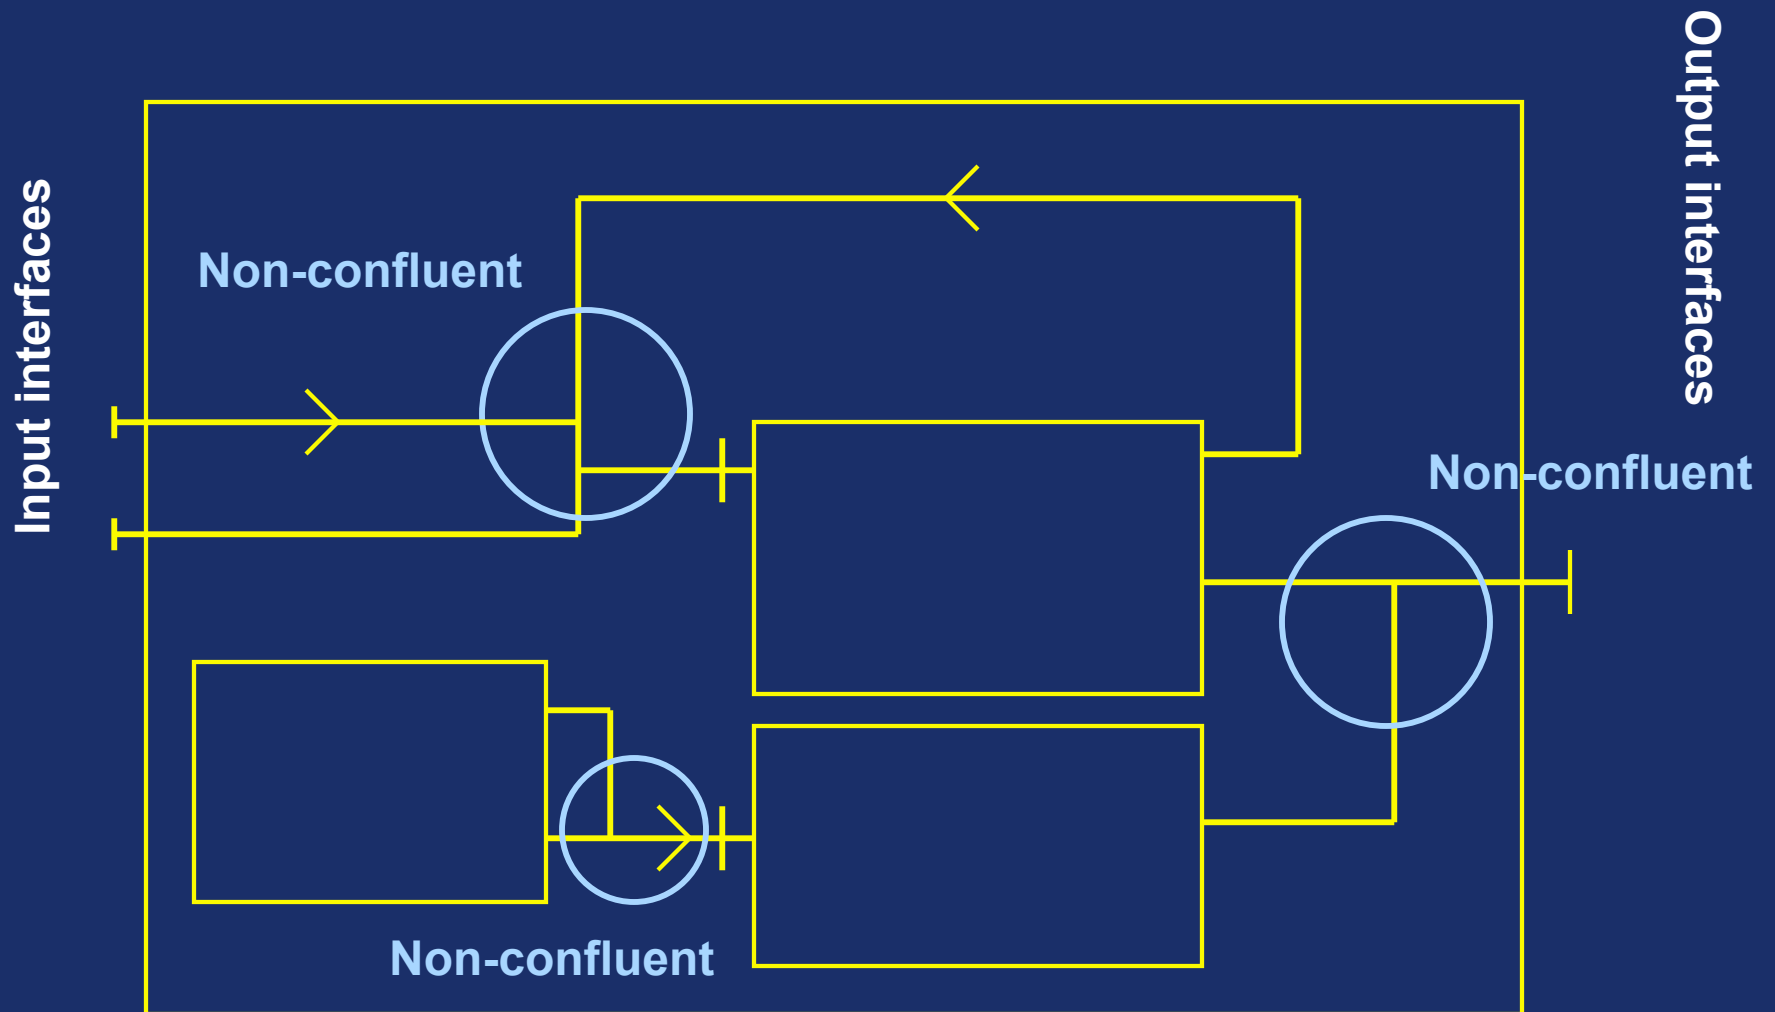 Output interfaces
Input interfaces
Non-confluent
Non-confluent
Non-confluent